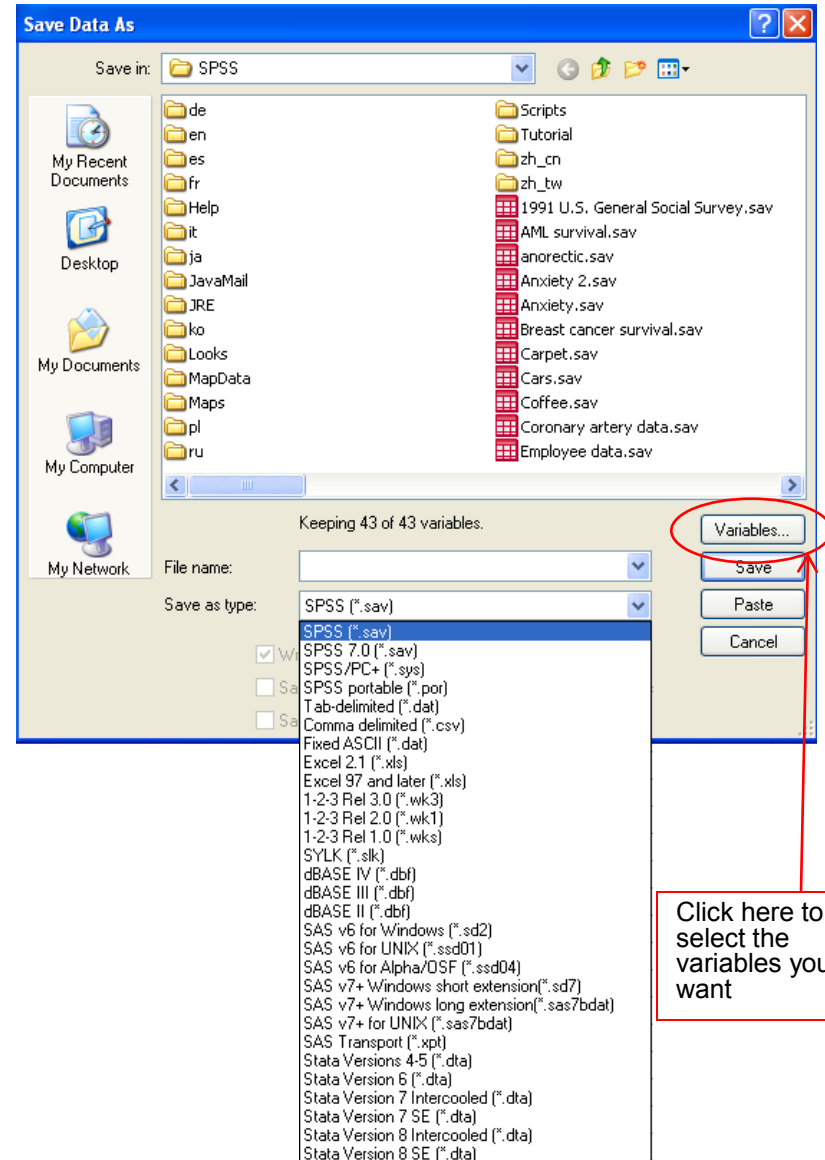 Save Data As
Save in:
SPSS
My Recent
Documents
Desktop
My Documents
My Computer
My Network
de
en
es
fr
Help
it
ja
JavaMail
JRE
ko
Looks
MapData
Maps
pl
ru
Scripts
Tutorial
zh_cn
zh_tw
1991 U.S. General Social Survey.sav
AML survival.sav
anorectic.sav
Anxiety 2.sav
Anxiety.sav
Breast cancer survival.sav
Carpet.sav
Cars.sav
Coffee.sav
Coronary artery data.sav
Employee data.sav
Keeping 43 of 43 variables.
Variables...
File name:
Save
Save as type:
SPSS (*.sav)
Paste
Cancel
SPSS (*.sav)
SPSS 7.0 (*.sav)
SPSS/PC+ (*.sys)
SPSS portable (*.por)
Tab-delimited (*.dat)
Comma delimited (*.csv)
Fixed ASCII (*.dat)
Excel 2.1 (*.xls)
Excel 97 and later (*.xls)
1-2-3 Rel 3.0 (*.wk3)
1-2-3 Rel 2.0 (*.wk1)
1-2-3 Rel 1.0 (*.wks)
SYLK (*.slk)
dBASE IV (*.dbf)
dBASE III (*.dbf)
dBASE II (*.dbf)
SAS v6 for Windows (*.sd2)
SAS v6 for UNIX (*.ssd01)
SAS v6 for Alpha/OSF (*.ssd04)
SAS v7+ Windows short extension(*.sd7)
SAS v7+ Windows long extension(*.sas7bdat)
SAS v7+ for UNIX (*.sas7bdat)
SAS Transport (*.xpt)
Stata Versions 4-5 (*.dta)
Stata Version 6 (*.dta)
Stata Version 7 Intercooled (*.dta)
Stata Version 7 SE (*.dta)
Stata Version 8 Intercooled (*.dta)
Stata Version 8 SE (*.dta)
Click here to
select the
variables you
want